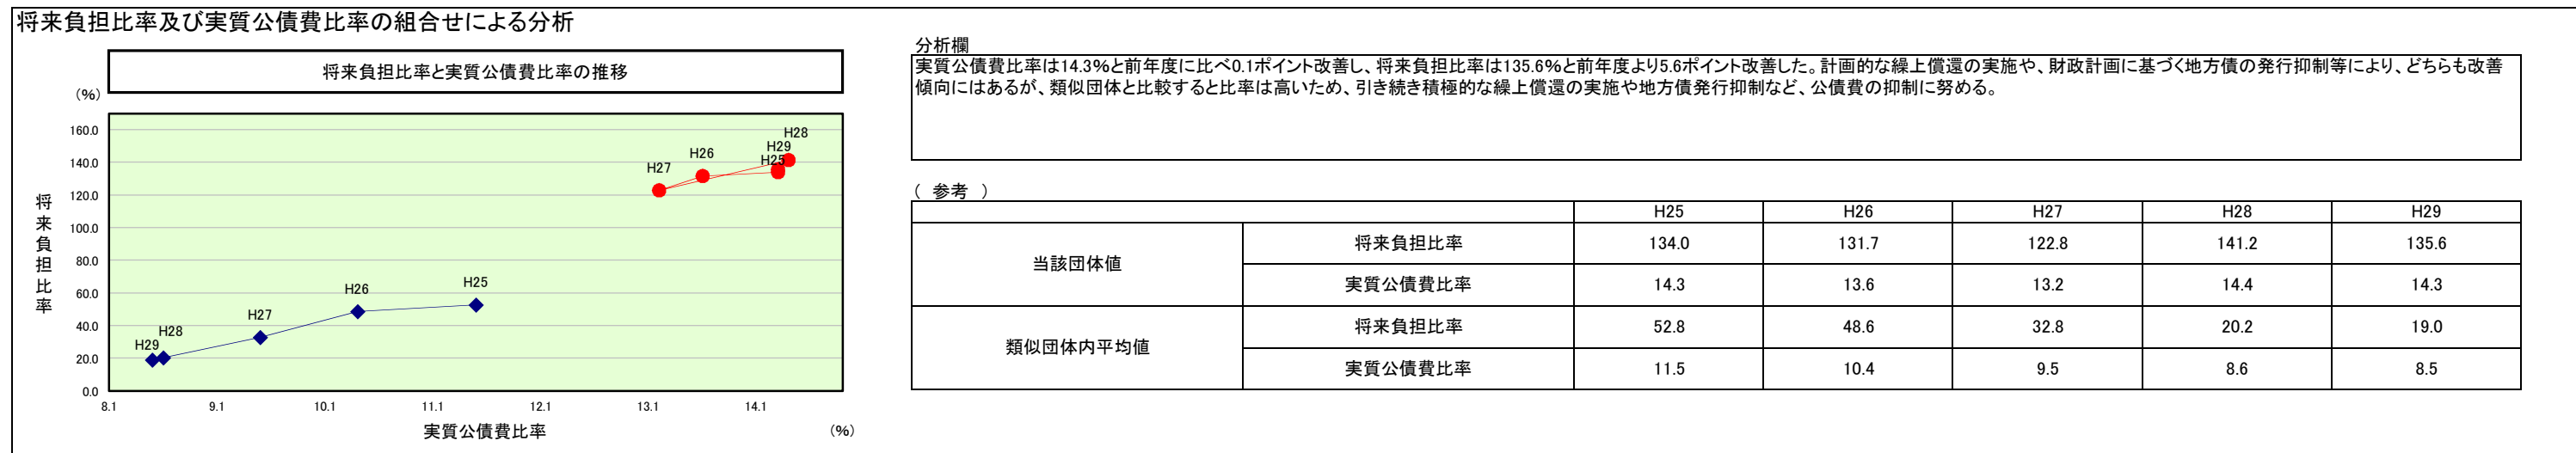 将来負担比率及び実質公債費比率の組合せによる分析
将来負担比率と実質公債費比率の推移
（％）
160.0
140.0
120.0
100.0
80.0
60.0
40.0
20.0
0.0
将来負担比率
H28
H29
H25
H26
H27
H25
H26
H27
H28
H29
8.1 9.1 10.1 11.1 12.1 13.1 14.1
実質公債費比率
（％）
分析欄
実質公債費比率は14.3％と前年度に比べ0.1ポイント改善し、将来負担比率は135.6％と前年度より5.6ポイント改善した。計画的な繰上償還の実施や、財政計画に基づく地方債の発行抑制等により、どちらも改善
傾向にはあるが、類似団体と比較すると比率は高いため、引き続き積極的な繰上償還の実施や地方債発行抑制など、公債費の抑制に努める。
（ 参考 ）
H25 H26 H27 H28 H29
当該団体値
将来負担比率 134.0 131.7 122.8 141.2 135.6
実質公債費比率 14.3 13.6 13.2 14.4 14.3
類似団体内平均値
将来負担比率 52.8 48.6 32.8 20.2 19.0
実質公債費比率 11.5 10.4 9.5 8.6 8.5